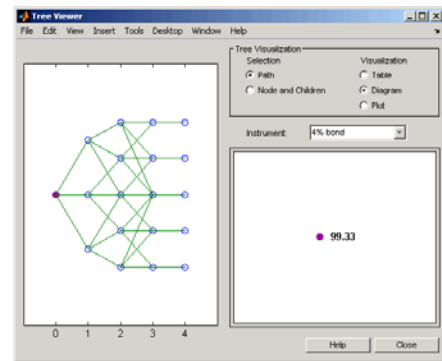 Tree Viewer
File Edit View Insert Tools Desktop Window Help
Tree Visualization
Selection
Visualization
Path
Table
Node and Children
Diagram
Plot
Instrument:
4% bond
99.33
0 1 2 3 4
Help
Close